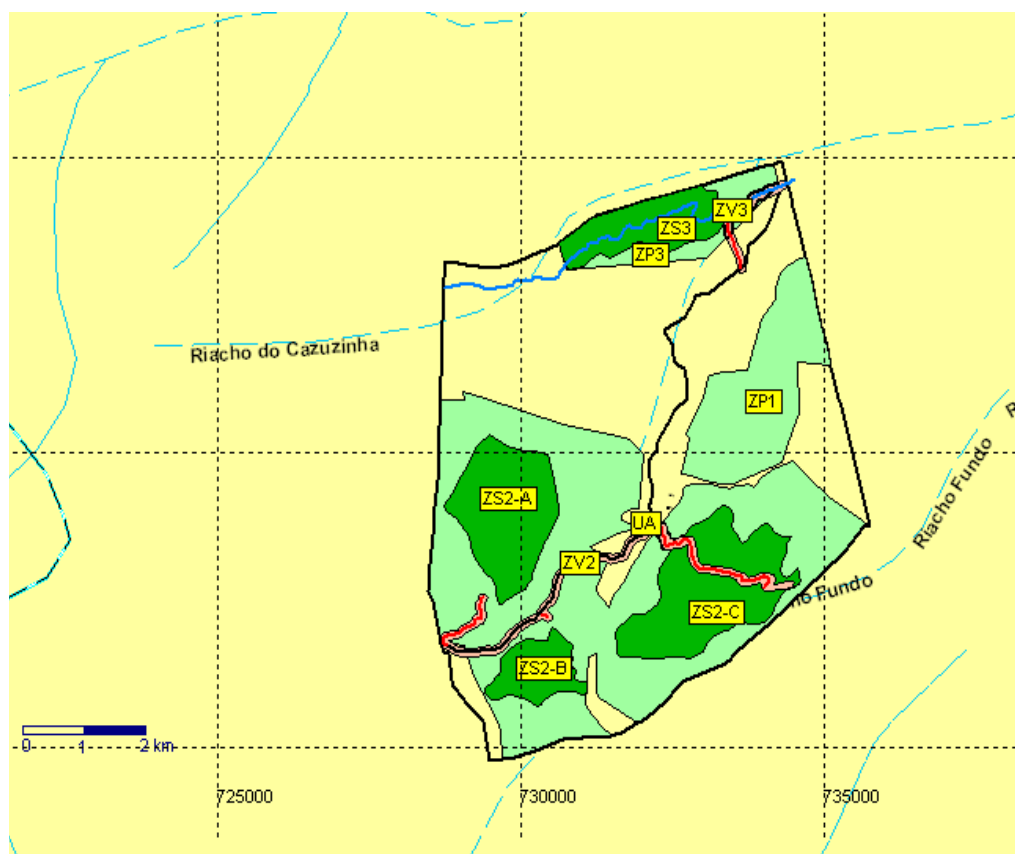 ZV3
ZS3
ZP3
Riacho do Cazuzinha
ZP1
Riacho Fundo
ZS2-A
UA
ZV2
ho Fundo
ZS2-C
ZS2-B
0 1 2 km
725000 730000 735000